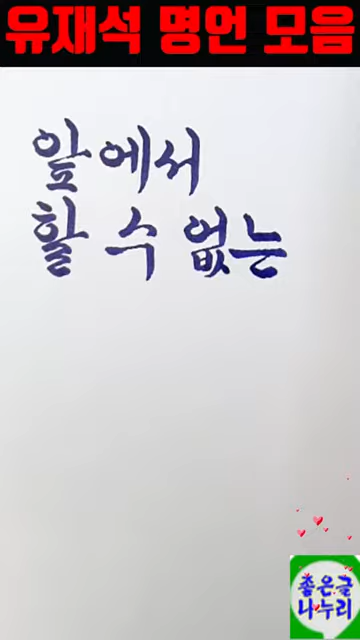 유재석 명언 모음
앞에서
할 수 없는
좋은글
나누리